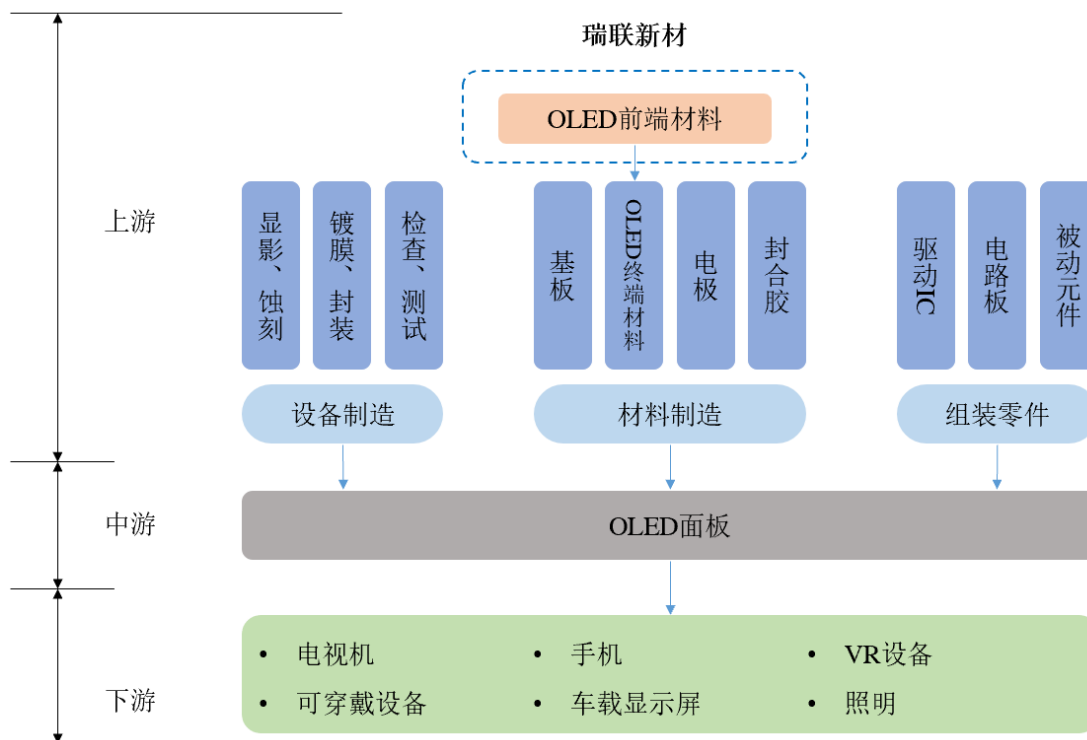 瑞联新材
OLED前端材料
上游
显影、蚀刻
镀膜、封装
检查、测试
基板
OLED终端材料
电极
封合胶
驱动IC
电路板
被动元件
设备制造
材料制造
组装零件
中游
OLED面板
下游
• 电视机
• 手机
• VR设备
• 可穿戴设备
• 车载显示屏
• 照明